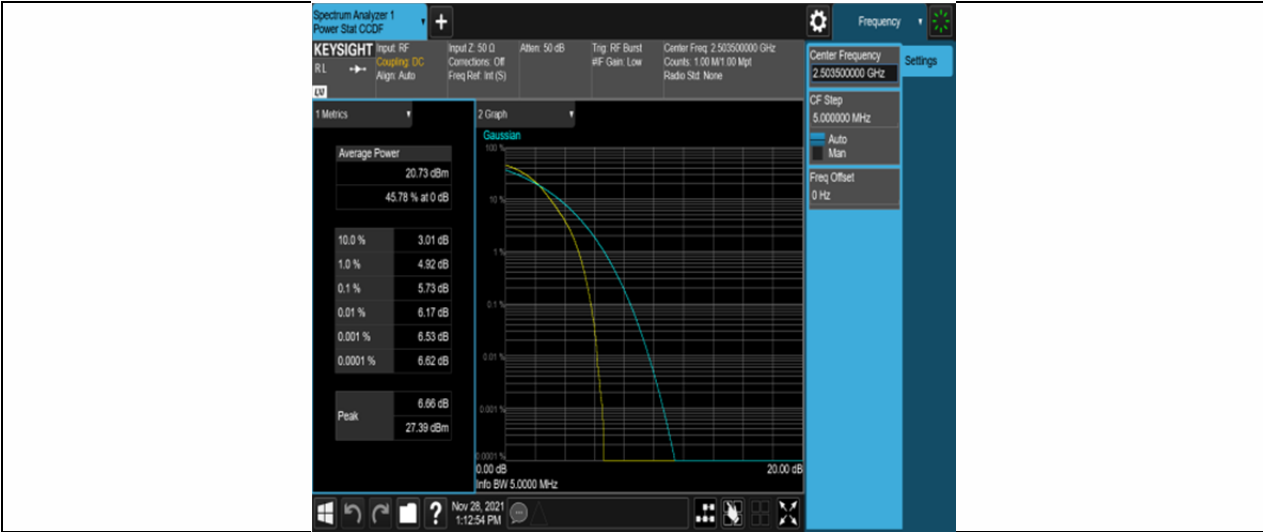 Spectrum Analyzer 1
Power Stat CCDF
Frequency
KEYSIGHT
RL
LV
Input: RF
Coupling: DC
Align: Auto
Input Z: 50 Ω
Corrections: Off
Freq Ref: Int (S)
Atten: 50 dB
Trig: RF Burst
#IF Gain: Low
Center Freq: 2.503500000 GHz
Counts: 1.00 M/1.00 Mpt
Radio Std: None
Center Frequency
2.503500000 GHz
Settings
CF Step
5.000000 MHz
Auto
Man
Freq Offset
0 Hz
1 Metrics
Average Power
20.73 dBm
45.78 % at 0 dB
10.0 % 3.01 dB
1.0 % 4.92 dB
0.1 % 5.73 dB
0.01 % 6.17 dB
0.001 % 6.53 dB
0.0001 % 6.62 dB
Peak
6.66 dB
27.39 dBm
2 Graph
Gaussian
100 %
10 %
1 %
0.1 %
0.01 %
0.001 %
0.0001 %
0.00 dB 20.00 dB
Info BW 5.0000 MHz
Nov 28, 2021
1:12:54 PM